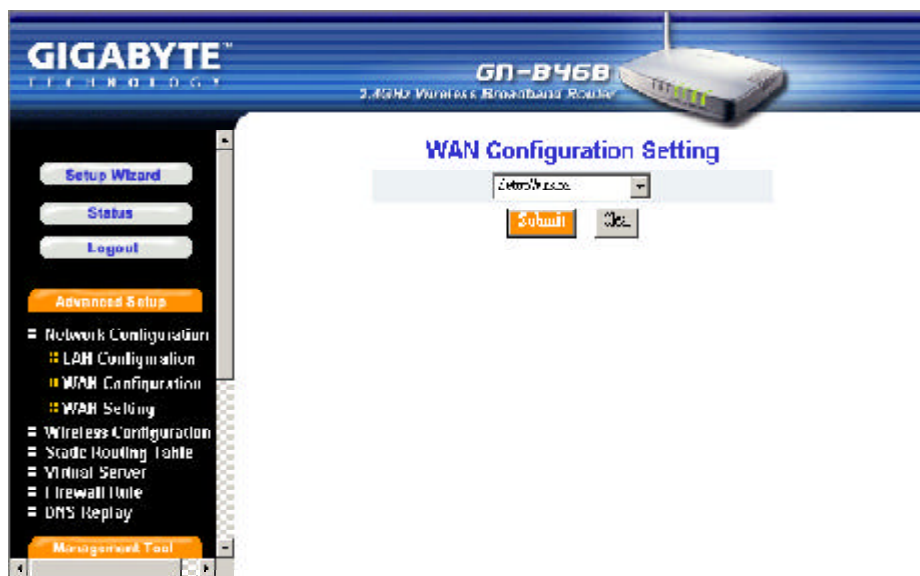 GIGABYTE™
TECHNOLOGY
GN-B46B
2.4GHz Wireless Broadband Router
Setup Wizard
Status
Logout
Advanced Setup
Network Configuration
LAN Configuration
WAN Configuration
WAN Setting
Wireless Configuration
Static Routing Table
Virtual Server
Firewall Rule
DNS Replay
Management Tool
WAN Configuration Setting
Submit